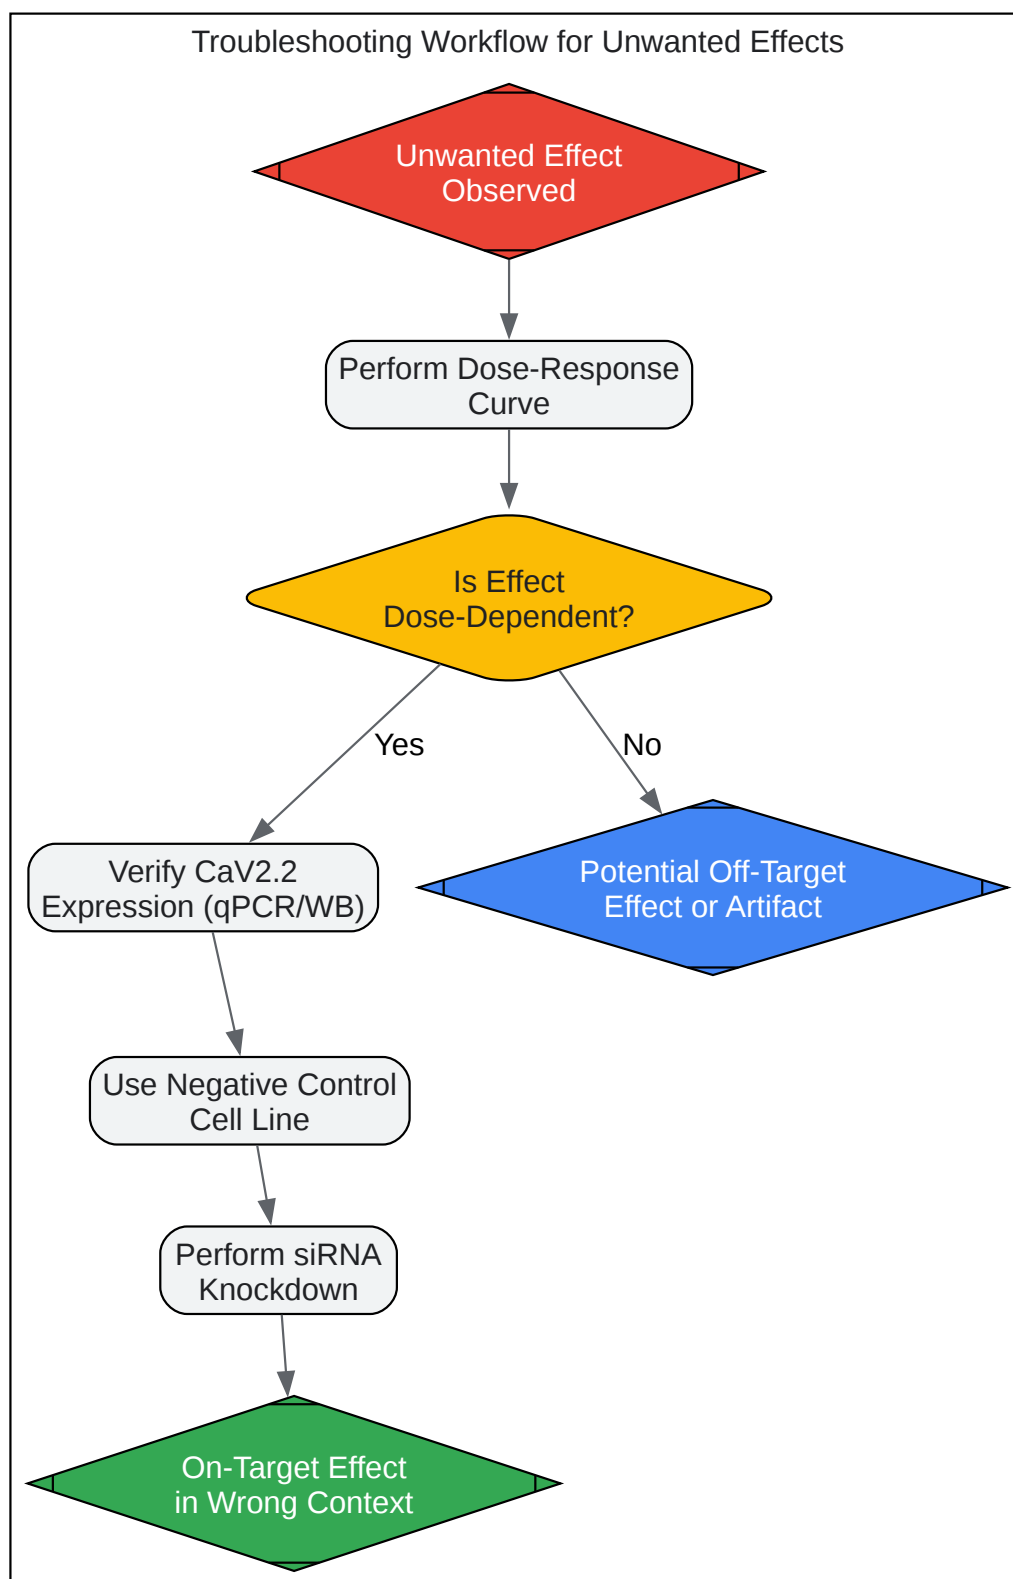 Troubleshooting Workflow for Unwanted Effects
Unwanted Effect
Observed
Perform Dose-Response
Curve
Is Effect
Dose-Dependent?
Yes
No
Verify CaV2.2
Expression (qPCR/WB)
Potential Off-Target
Effect or Artifact
Use Negative Control
Cell Line
Perform siRNA
Knockdown
On-Target Effect
in Wrong Context